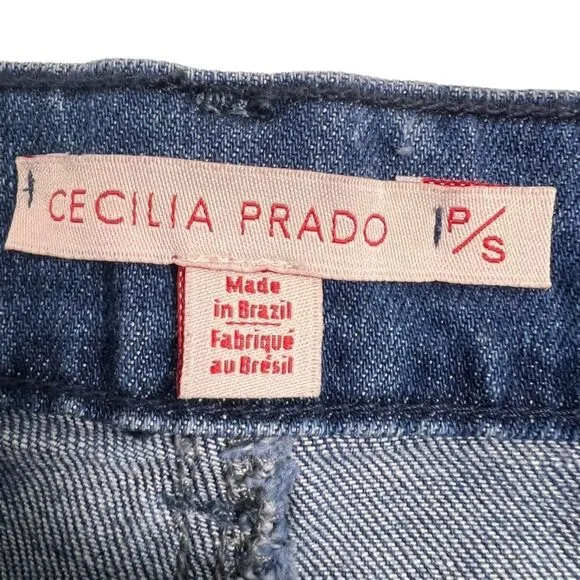 CECILIA PRADO P/S
Made
in Brazil
Fabriqué
au Brésil